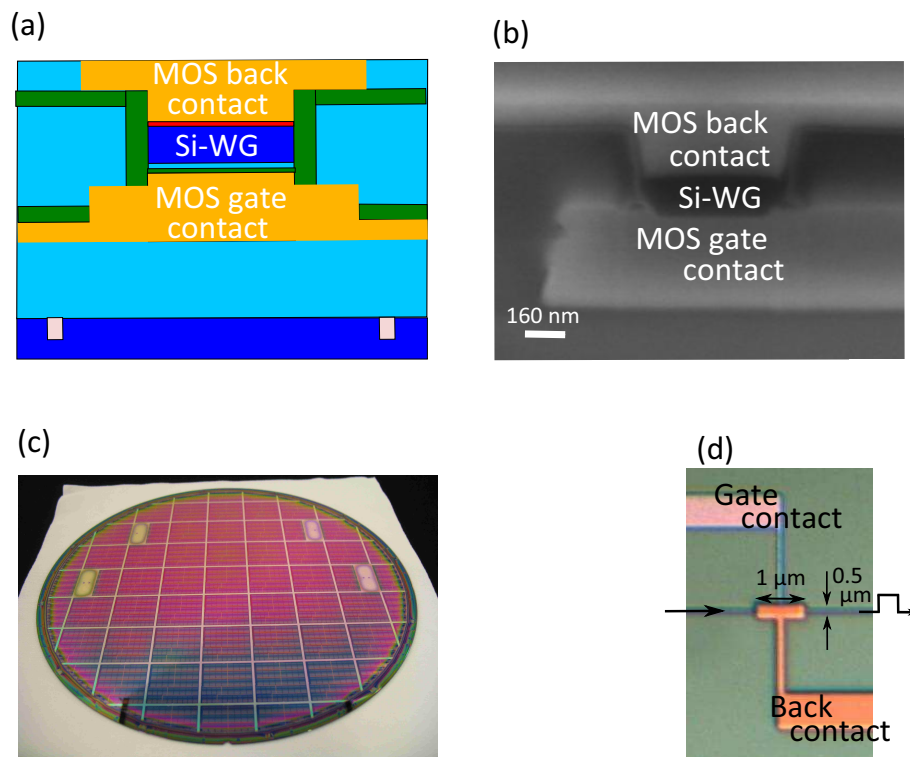 (a)
MOS back
contact
Si-WG
MOS gate
contact
(b)
MOS back
contact
Si-WG
MOS gate
contact
160 nm
(c)
(d)
Gate
contact
1 μm
0.5
μm
Back
contact